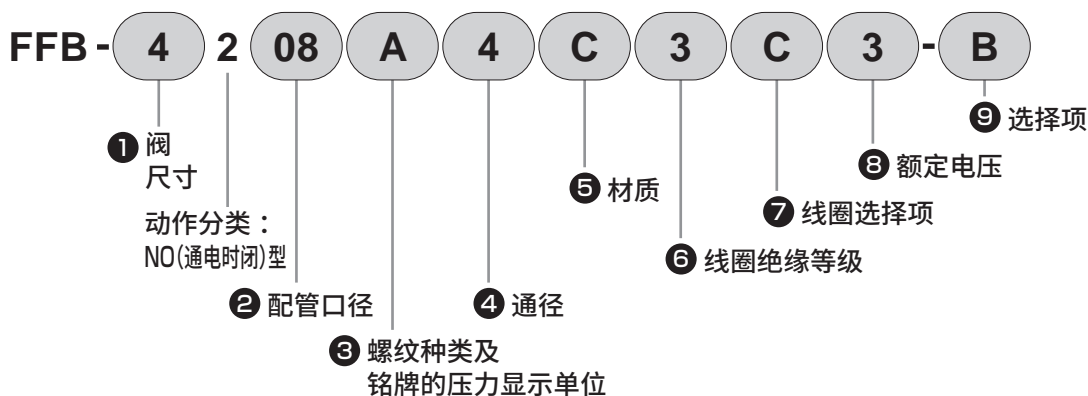 FFB-4 2 08 A 4 C 3 C 3-B
❾ 选择项
❶ 阀
尺寸
❽ 额定电压
❺ 材质
❼ 线圈选择项
动作分类：
NO(通电时闭)型
❻ 线圈绝缘等级
❷ 配管口径
❹ 通径
❸ 螺纹种类及
铭牌的压力显示单位